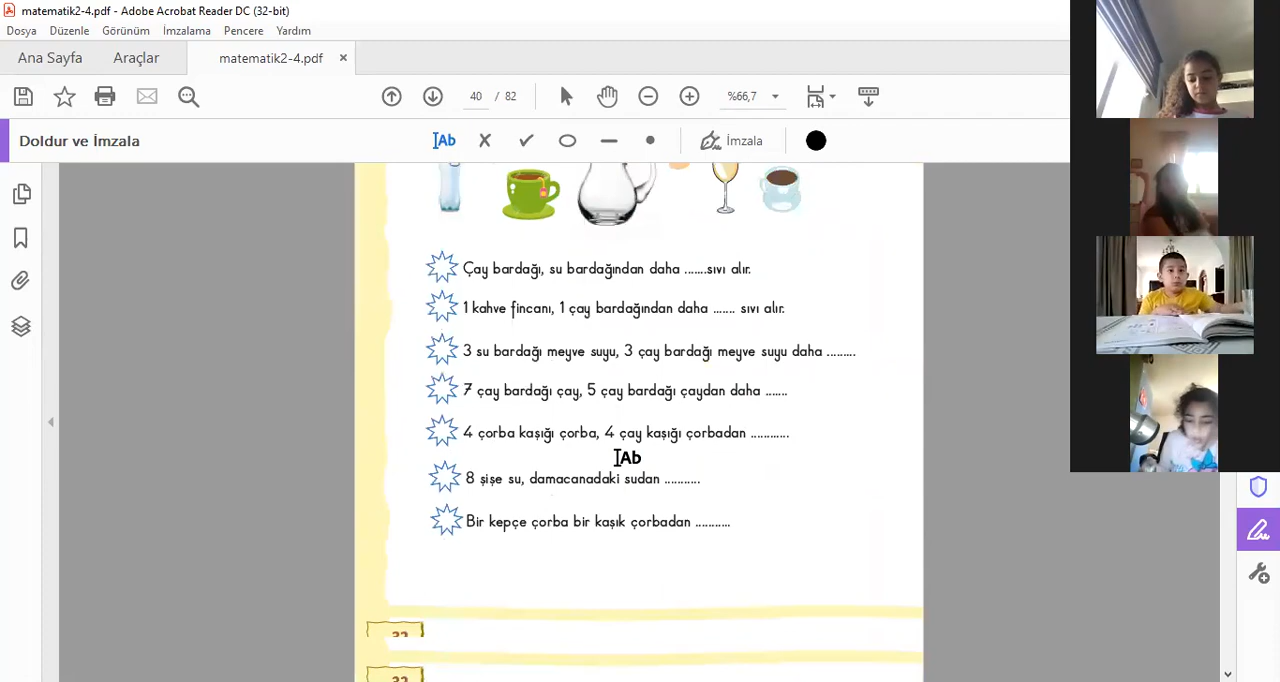 matematik2-4.pdf - Adobe Acrobat Reader DC (32-bit)
Dosya Düzenle Görünüm İmzalama Pencere Yardım
Ana Sayfa Araçlar matematik2-4.pdf ×
40 / 82 %66,7
Doldur ve İmzala IAb İmzala
Çay bardağı, su bardağından daha .......sıvı alır.
1 kahve fincanı, 1 çay bardağından daha ....... sıvı alır.
3 su bardağı meyve suyu, 3 çay bardağı meyve suyu daha .........
7 çay bardağı çay, 5 çay bardağı çaydan daha .......
4 çorba kaşığı çorba, 4 çay kaşığı çorbadan ............
IAb
8 şişe su, damacanadaki sudan ...........
Bir kepçe çorba bir kaşık çorbadan ...........
32
32